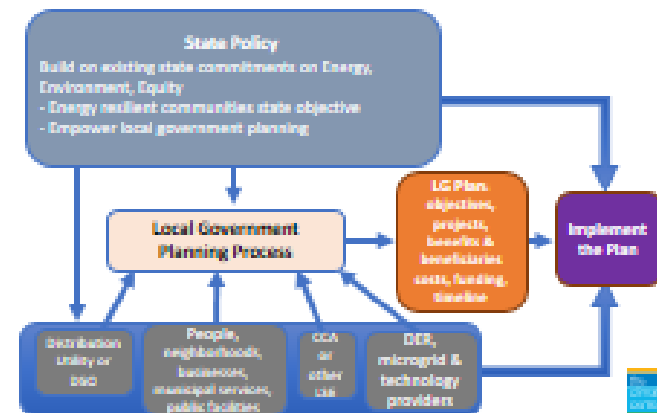 State Policy
Build on existing state commitments on Energy,
Environment, Equity
- Energy resilient communities state objective
- Empower local government planning
Local Government
Planning Process
LG Plan:
objectives,
projects,
benefits &
beneficiaries
costs, funding,
timeline
Implement
the Plan
Distribution
Utility or
DSO
People,
neighborhoods,
businesses,
municipal services,
public facilities
CCA
or
other
DER,
microgrid &
technology
providers